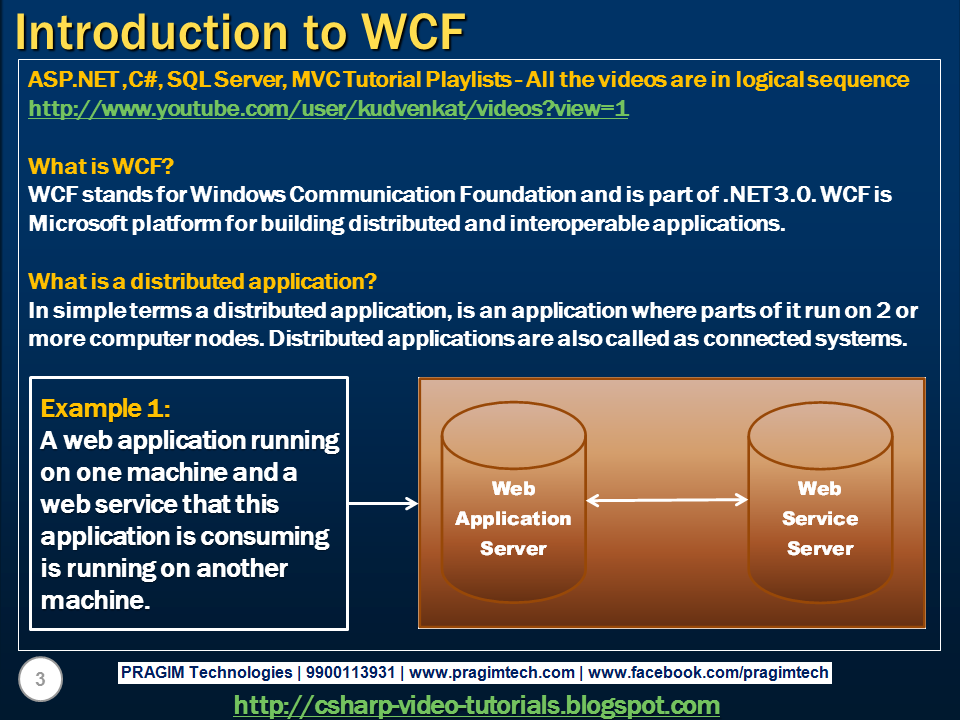 Introduction to WCF
ASP.NET ,C#, SQL Server, MVC Tutorial Playlists - All the videos are in logical sequence
http://www.youtube.com/user/kudvenkat/videos?view=1
What is WCF?
WCF stands for Windows Communication Foundation and is part of .NET 3.0. WCF is
Microsoft platform for building distributed and interoperable applications.
What is a distributed application?
In simple terms a distributed application, is an application where parts of it run on 2 or
more computer nodes. Distributed applications are also called as connected systems.
Example 1:
A web application running
on one machine and a
web service that this
application is consuming
is running on another
machine.
Web
Application
Server
Web
Service
Server
3
PRAGIM Technologies | 9900113931 | www.pragimtech.com | www.facebook.com/pragimtech
http://csharp-video-tutorials.blogspot.com